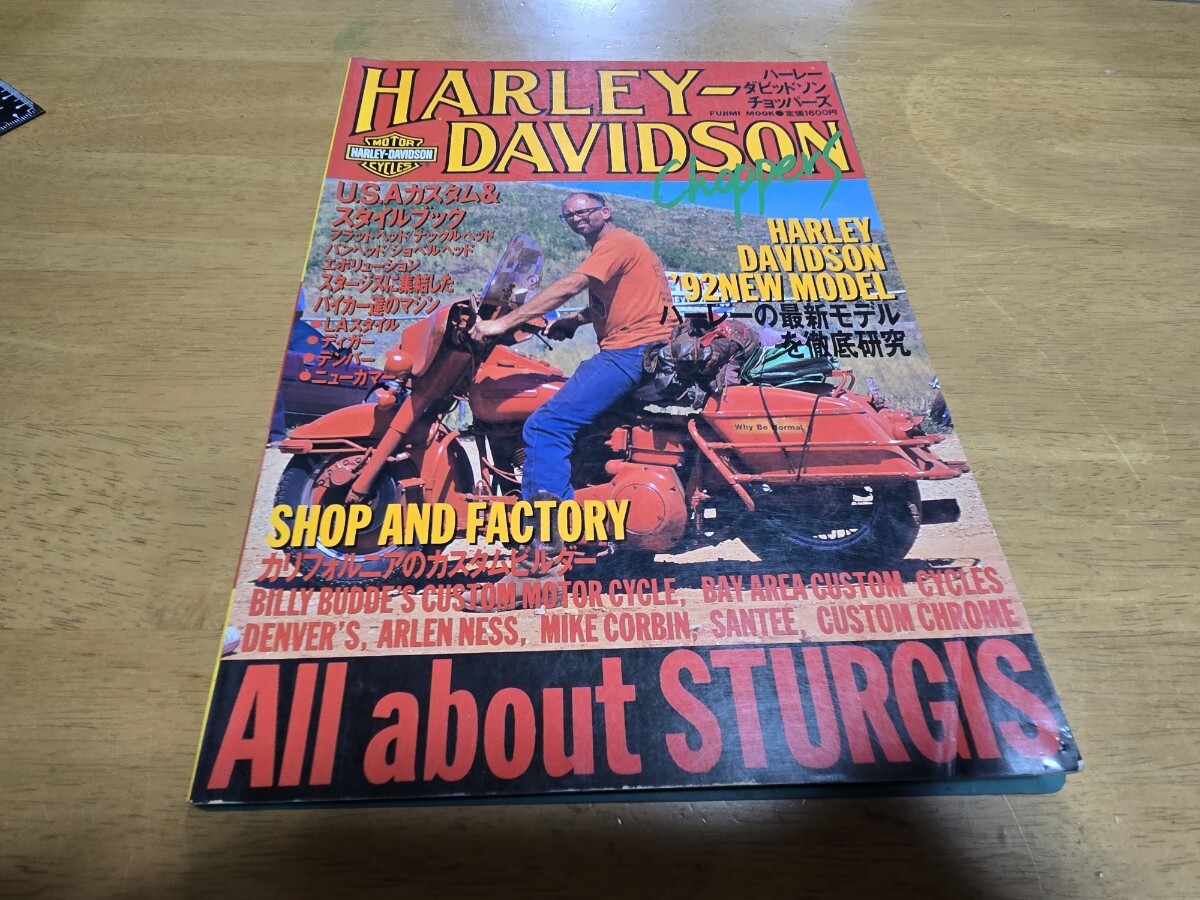 HARLEY-
DAVIDSON
Choppers
ハーレー
ダビッドソン
チョッパーズ
FUJIMI MOOK●定価1600円
MOTOR
HARLEY-DAVIDSON
CYCLES
U.S.Aカスタム&
スタイルブック
フラットヘッド/ナックルヘッド
パンヘッド/ショベルヘッド
エボリューション
スタージスに集結した
バイカー達のマシン
●L.Aスタイル
●ディガー
●デンバー
●ニューカマー
HARLEY
DAVIDSON
'92NEW MODEL
ハーレーの最新モデル
を徹底研究
Why Be Normal
SHOP AND FACTORY
カリフォルニアのカスタムビルダー
BILLY BUDDE'S CUSTOM MOTOR CYCLE, BAY AREA CUSTOM CYCLES
DENVER'S, ARLEN NESS, MIKE CORBIN, SANTEE, CUSTOM CHROME
All about STURGIS